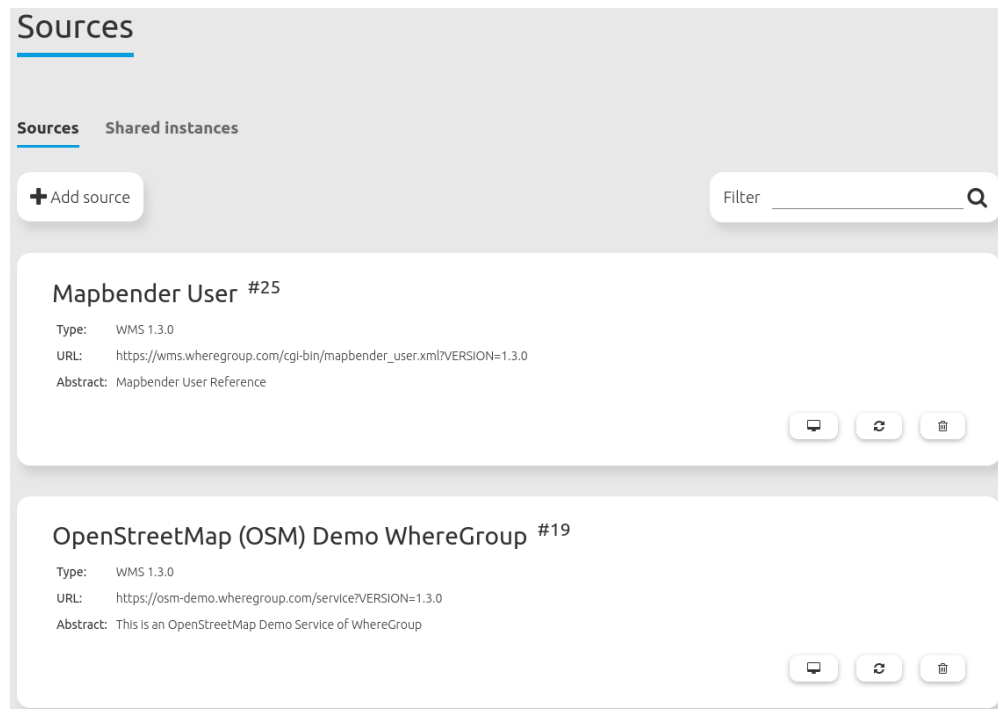 Sources
Sources Shared instances
Add source Filter
Mapbender User #25
Type: WMS 1.3.0
URL: https://wms.wheregroup.com/cgi-bin/mapbender_user.xml?VERSION=1.3.0
Abstract: Mapbender User Reference
OpenStreetMap (OSM) Demo WhereGroup #19
Type: WMS 1.3.0
URL: https://osm-demo.wheregroup.com/service?VERSION=1.3.0
Abstract: This is an OpenStreetMap Demo Service of WhereGroup